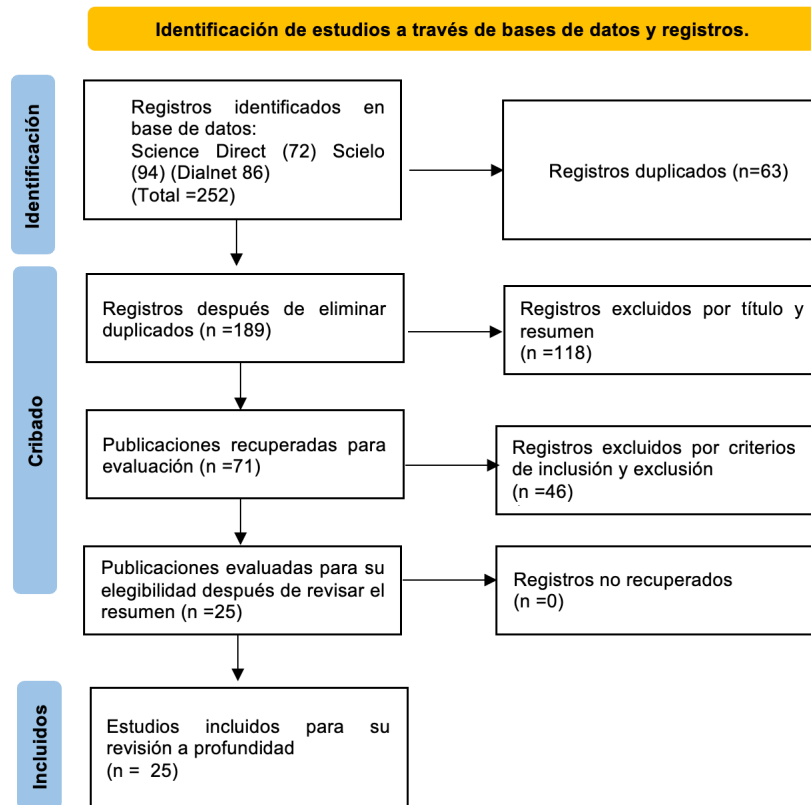 Identificación de estudios a través de bases de datos y registros.
Identificación
Registros identificados en
base de datos:
Science Direct (72) Scielo
(94) (Dialnet 86)
(Total =252)
Registros duplicados (n=63)
Cribado
Registros después de eliminar
duplicados (n =189)
Registros excluidos por título y
resumen
(n =118)
Publicaciones recuperadas para
evaluación (n =71)
Registros excluidos por criterios
de inclusión y exclusión
(n =46)
Publicaciones evaluadas para su
elegibilidad después de revisar el
resumen (n =25)
Registros no recuperados
(n =0)
Incluidos
Estudios incluidos para su
revisión a profundidad
(n = 25)